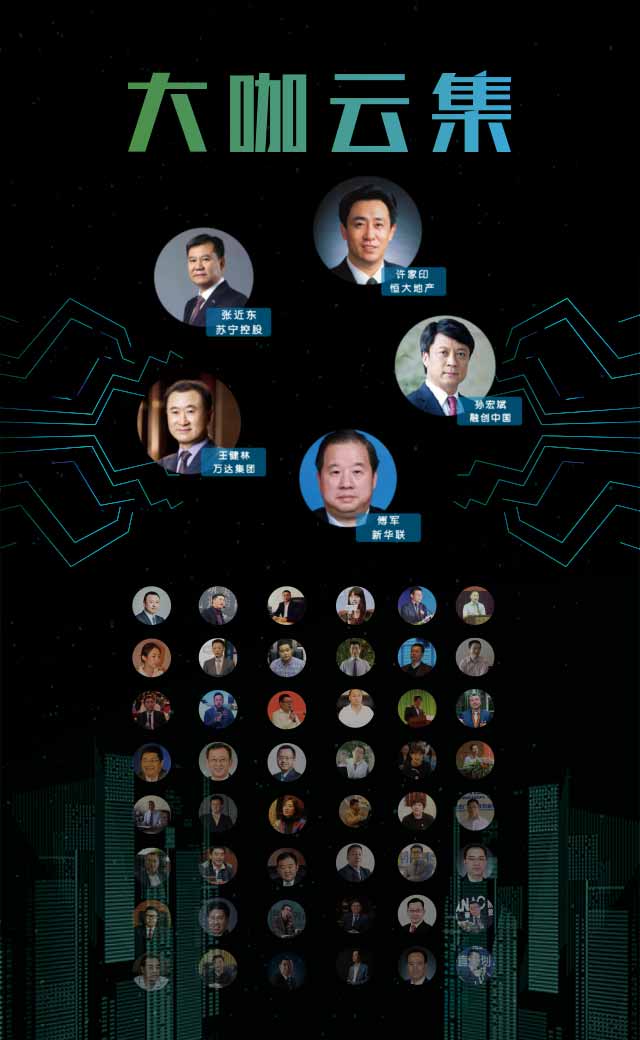 大咖云集
许家印
恒大地产
张近东
苏宁控股
孙宏斌
融创中国
王健林
万达集团
傅军
新华联